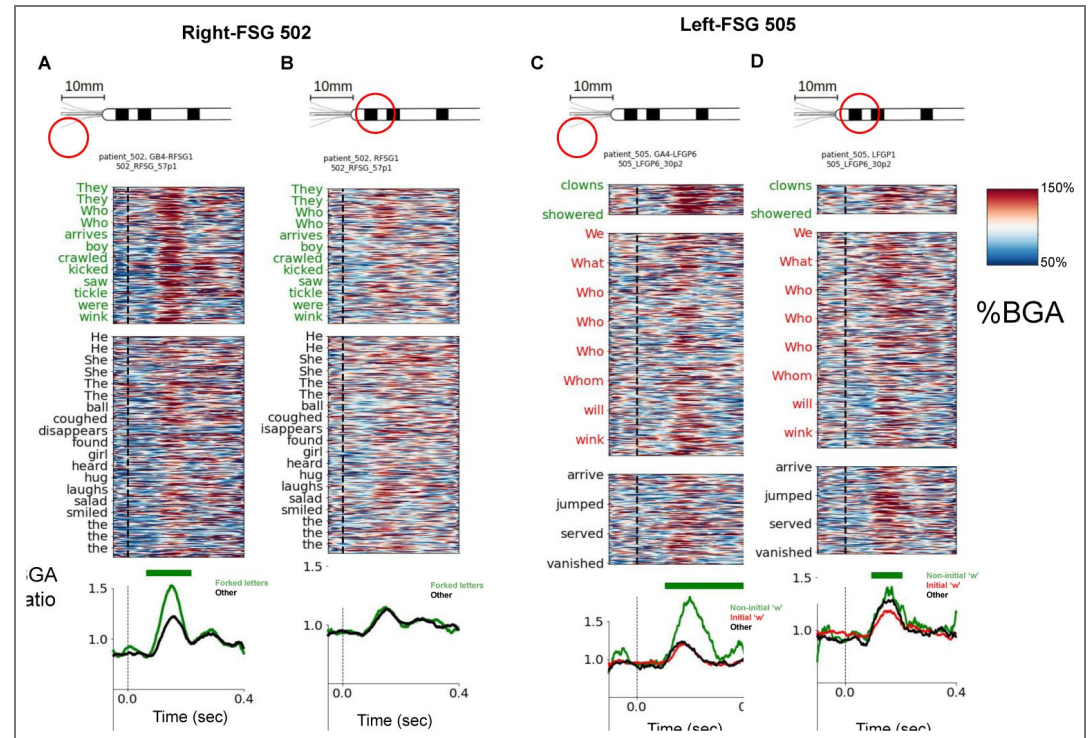 Right-FSG 502
Left-FSG 505
A
B
C
D
10mm
10mm
10mm
10mm
patient_502, GB4-RFSG1
502_RFSG_57p1
patient_502, RFSG1
502_RFSG_57p1
patient_505, GA4-LFGP6
505_LFGP6_30p2
patient_505, LFGP1
505_LFGP6_30p2
They
They
Who
Who
arrives
boy
crawled
kicked
saw
tickle
were
wink
He
He
She
She
The
The
ball
coughed
disappears
found
girl
heard
hug
laughs
salad
smiled
the
the
the
GA
atio
1.5
1.0
Forked letters
Other
0.0
0.4
Time (sec)
They
They
Who
Who
arrives
boy
crawled
kicked
saw
tickle
were
wink
He
He
She
She
The
The
ball
coughed
isappears
found
girl
heard
hug
laughs
salad
smiled
the
the
the
1.5
1.0
Forked letters
Other
0.0
0.4
Time (sec)
clowns
showered
We
What
Who
Who
Who
Whom
will
wink
arrive
jumped
served
vanished
1.5
1.0
Non-initial 'w'
Initial 'w'
Other
0.0
Time (sec)
clowns
showered
We
What
Who
Who
Who
Whom
will
wink
arrive
jumped
served
vanished
1.5
1.0
Non-initial 'w'
Initial 'w'
Other
0.0
0.4
Time (sec)
150%
50%
%BGA